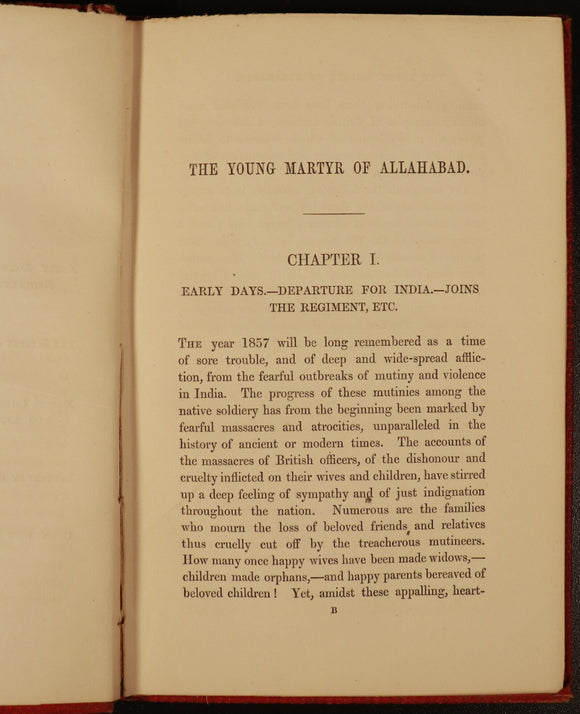 THE YOUNG MARTYR OF ALLAHABAD.
CHAPTER I.
EARLY DAYS.—DEPARTURE FOR INDIA.—JOINS
THE REGIMENT, ETC.
THE year 1857 will be long remembered as a time
of sore trouble, and of deep and wide-spread afflic-
tion, from the fearful outbreaks of mutiny and violence
in India. The progress of these mutinies among the
native soldiery has from the beginning been marked by
fearful massacres and atrocities, unparalleled in the
history of ancient or modern times. The accounts of
the massacres of British officers, of the dishonour and
cruelty inflicted on their wives and children, have stirred
up a deep feeling of sympathy and of just indignation
throughout the nation. Numerous are the families
who mourn the loss of beloved friends and relatives
thus cruelly cut off by the treacherous mutineers.
How many once happy wives have been made widows,—
children made orphans,—and happy parents bereaved of
beloved children! Yet, amidst these appalling, heart-
B